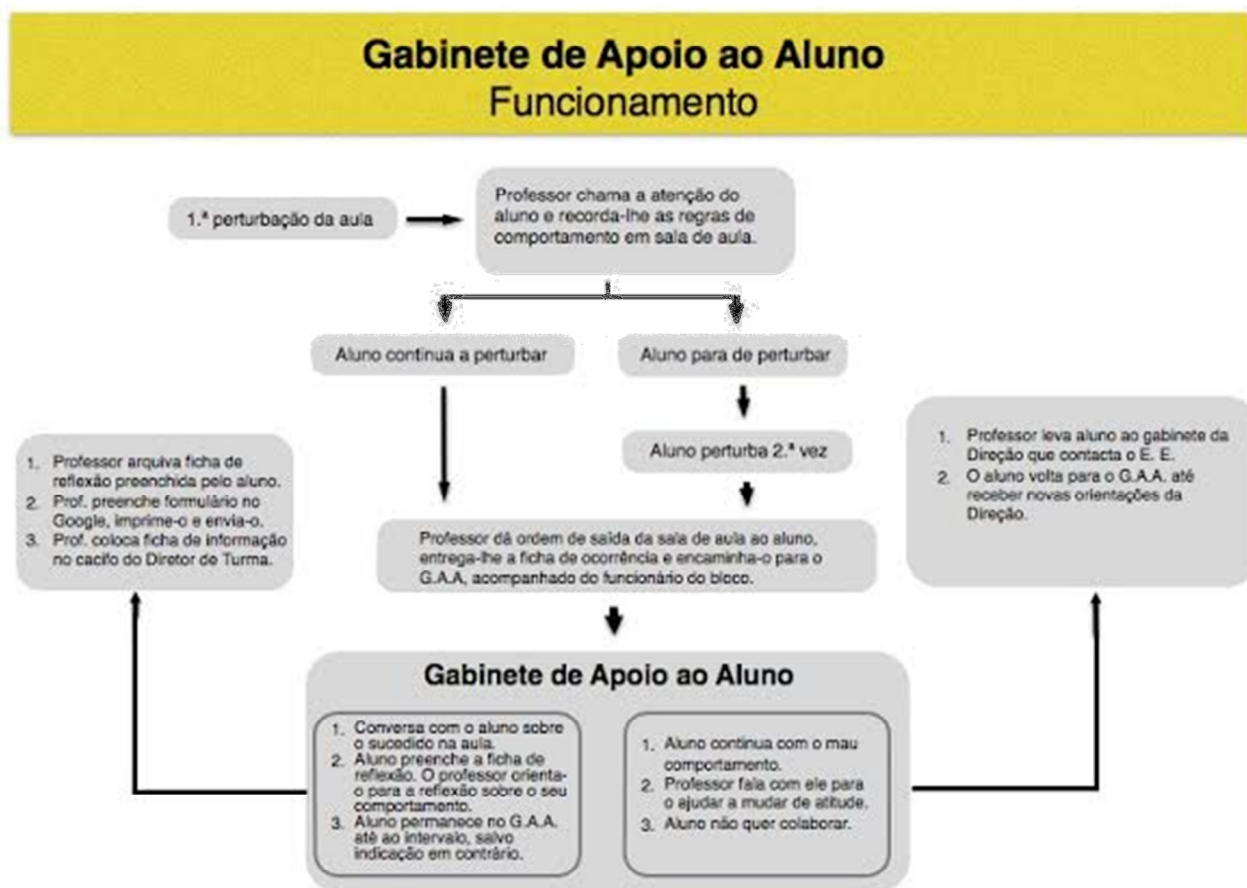 Gabinete de Apoio ao Aluno
Funcionamento
1.ª perturbação da aula
Professor chama a atenção do
aluno e recorda-lhe as regras de
comportamento em sala de aula.
Aluno continua a perturbar
Aluno para de perturbar
Aluno perturba 2.ª vez
1. Professor arquiva ficha de
reflexão preenchida pelo aluno.
2. Prof. preenche formulário no
Google, imprime-o e envia-o.
3. Prof. coloca ficha de informação
no cacifo do Diretor de Turma.
Professor dá ordem de saída da sala de aula ao aluno,
entrega-lhe a ficha de ocorrência e encaminha-o para o
G.A.A, acompanhado do funcionário do bloco.
1. Professor leva aluno ao gabinete da
Direção que contacta o E. E.
2. O aluno volta para o G.A.A. até
receber novas orientações da
Direção.
Gabinete de Apoio ao Aluno
1. Conversa com o aluno sobre
o sucedido na aula.
2. Aluno preenche a ficha de
reflexão. O professor orienta-
o para a reflexão sobre o seu
comportamento.
3. Aluno permanece no G.A.A.
até ao intervalo, salvo
indicação em contrário.
1. Aluno continua com o mau
comportamento.
2. Professor fala com ele para
o ajudar a mudar de atitude.
3. Aluno não quer colaborar.